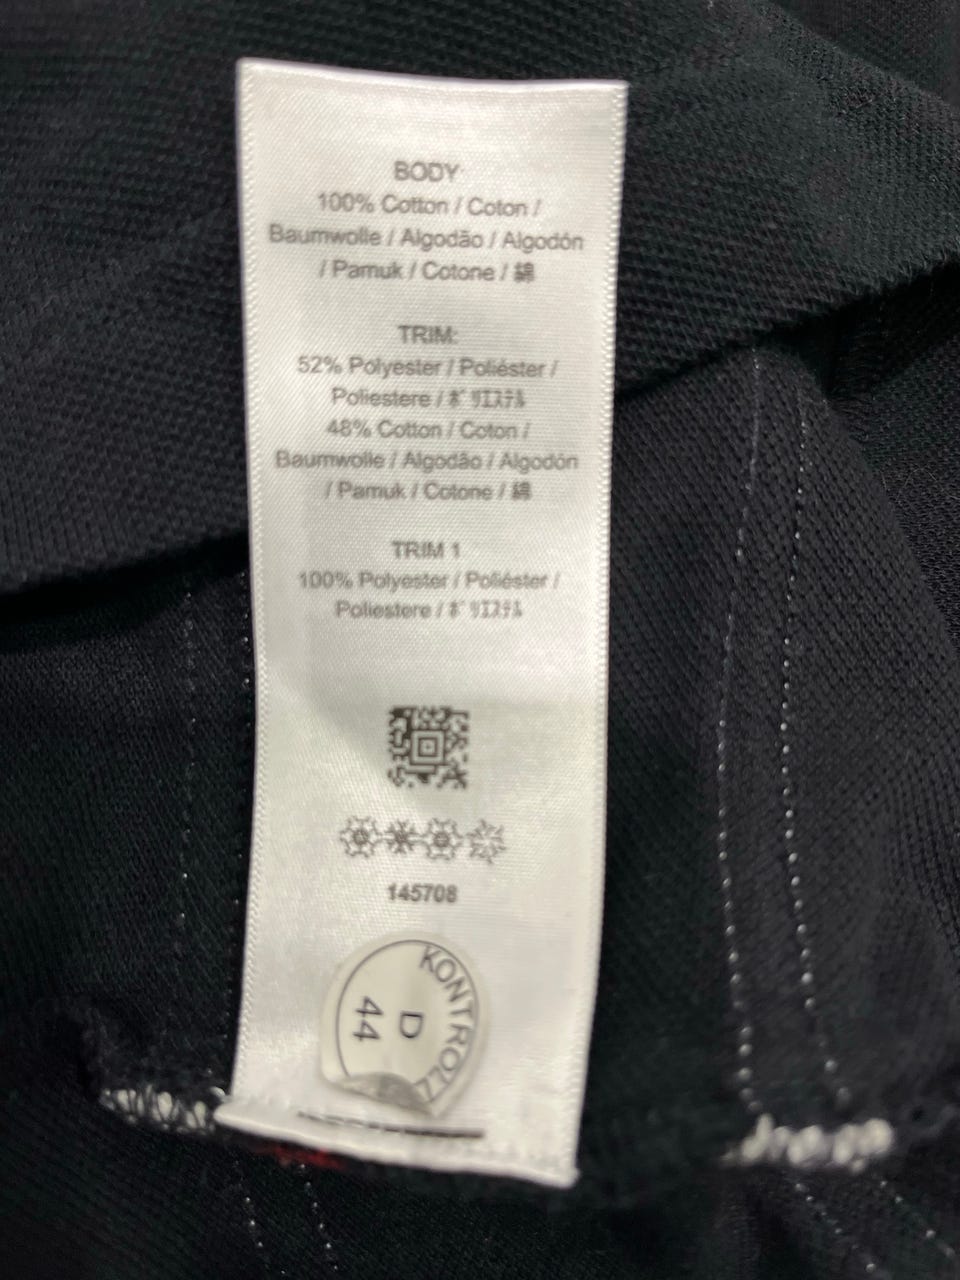 BODY
100% Cotton / Coton /
Baumwolle / Algodão / Algodón
/ Pamuk / Cotone / 綿
TRIM:
52% Polyester / Poliéster /
Poliestere / ﾎﾟﾘｴｽﾃﾙ
48% Cotton / Coton /
Baumwolle / Algodão / Algodón
/ Pamuk / Cotone / 綿
TRIM 1
100% Polyester / Poliéster /
Poliestere / ﾎﾟﾘｴｽﾃﾙ
145708
KONTROLL
D
44